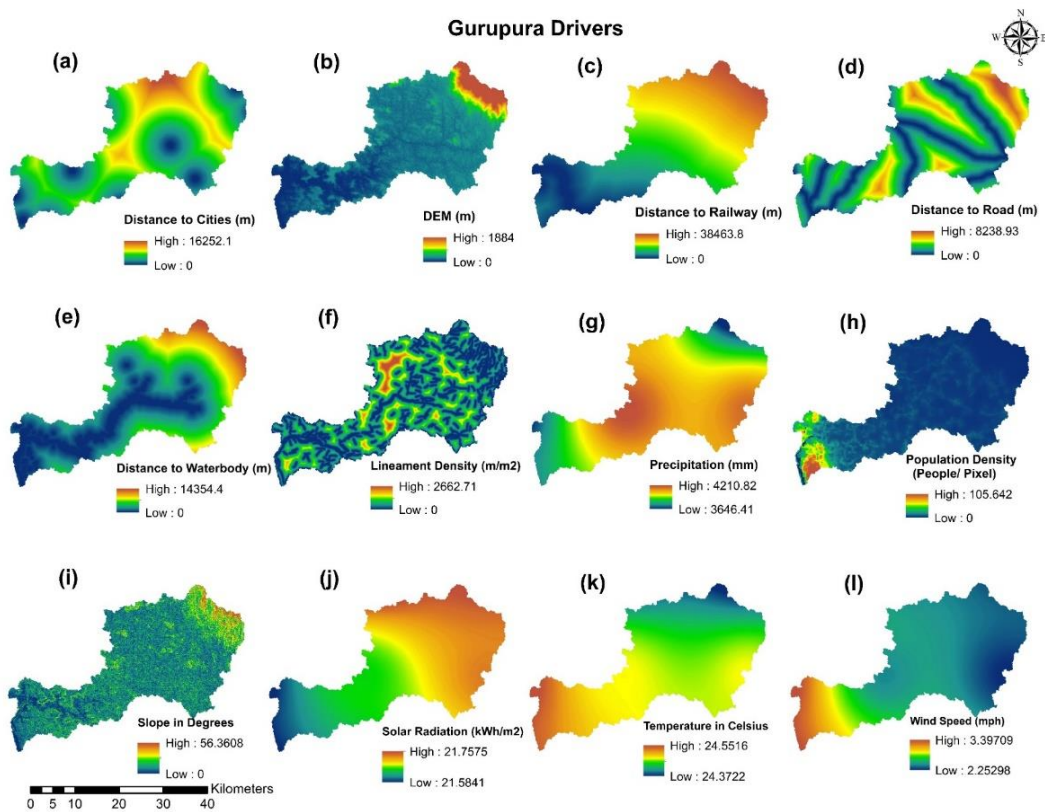 Gurupura Drivers
N
W E
S
(a)
(b)
(c)
(d)
Distance to Cities (m)
High : 16252.1
Low : 0
DEM (m)
High : 1884
Low : 0
Distance to Railway (m)
High : 38463.8
Low : 0
Distance to Road (m)
High : 8238.93
Low : 0
(e)
(f)
(g)
(h)
Distance to Waterbody (m)
High : 14354.4
Low : 0
Lineament Density (m/m2)
High : 2662.71
Low : 0
Precipitation (mm)
High : 4210.82
Low : 3646.41
Population Density
(People/ Pixel)
High : 105.642
Low : 0
(i)
(j)
(k)
(l)
Slope in Degrees
High : 56.3608
Low : 0
Solar Radiation (kWh/m2)
High : 21.7575
Low : 21.5841
Temperature in Celsius
High : 24.5516
Low : 24.3722
Wind Speed (mph)
High : 3.39709
Low : 2.25298
Kilometers
0 5 10 20 30 40